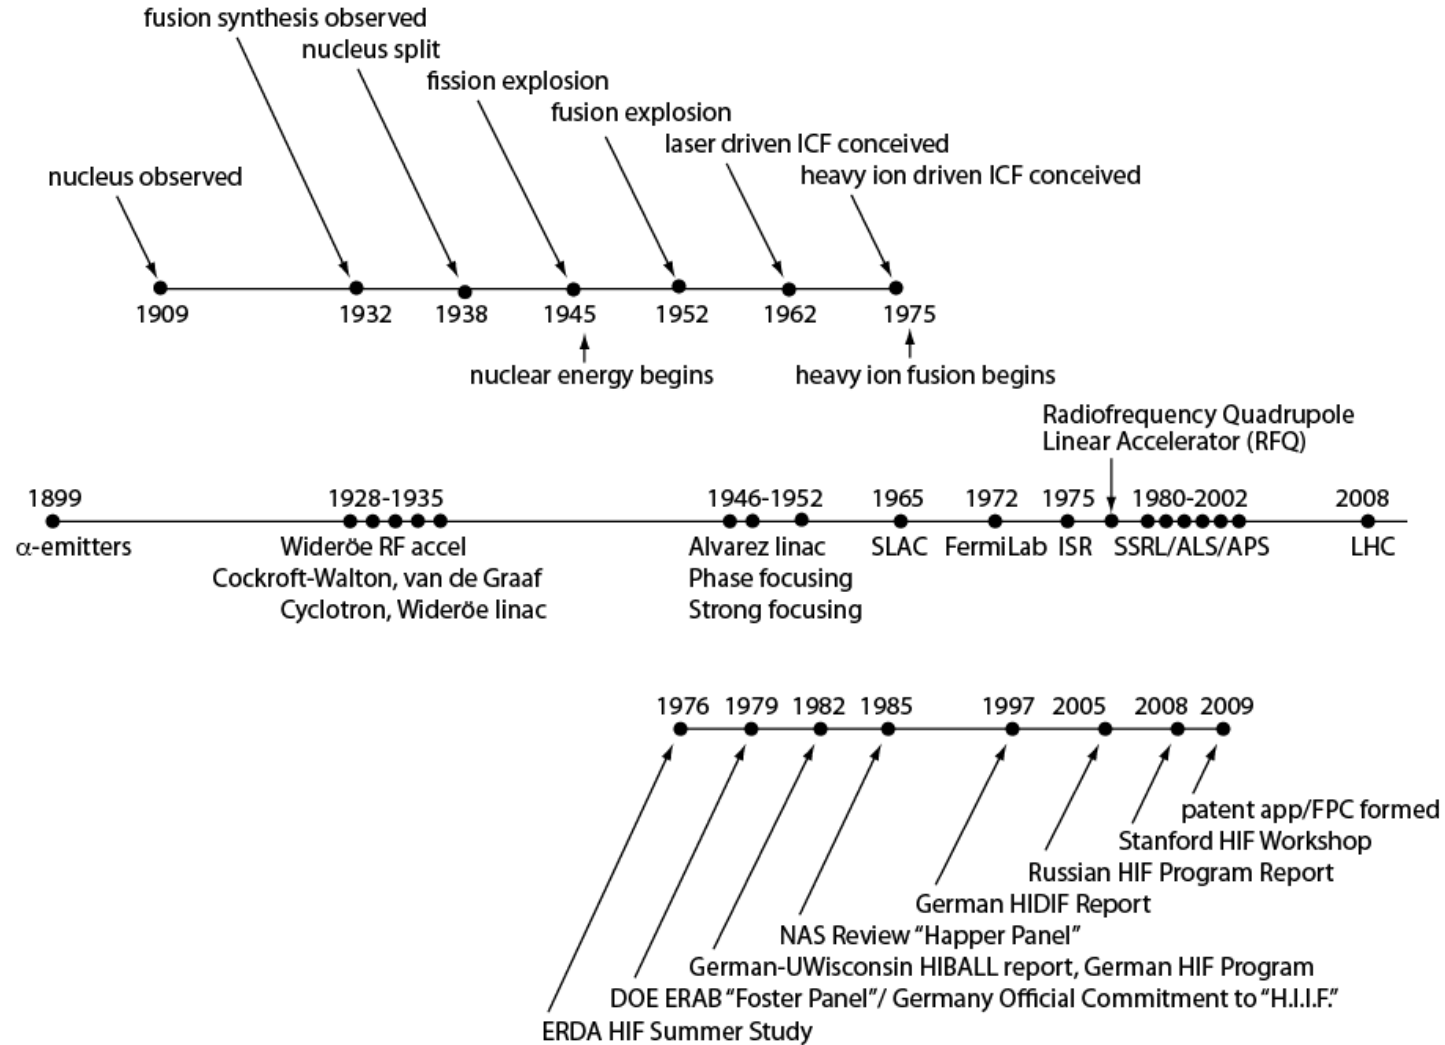 fusion synthesis observed
nucleus split
fission explosion
fusion explosion
laser driven ICF conceived
heavy ion driven ICF conceived
nucleus observed
1909 1932 1938 1945 1952 1962 1975
nuclear energy begins heavy ion fusion begins
Radiofrequency Quadrupole
Linear Accelerator (RFQ)
1899 1928-1935 1946-1952 1965 1972 1975 1980-2002 2008
α-emitters Wideröe RF accel Alvarez linac SLAC FermiLab ISR SSRL/ALS/APS LHC
Cockroft-Walton, van de Graaf Phase focusing
Cyclotron, Wideröe linac Strong focusing
1976 1979 1982 1985 1997 2005 2008 2009
patent app/FPC formed
Stanford HIF Workshop
Russian HIF Program Report
German HIDIF Report
NAS Review “Happer Panel”
German-UWisconsin HIBALL report, German HIF Program
DOE ERAB “Foster Panel”/ Germany Official Commitment to “H.I.I.F.”
ERDA HIF Summer Study